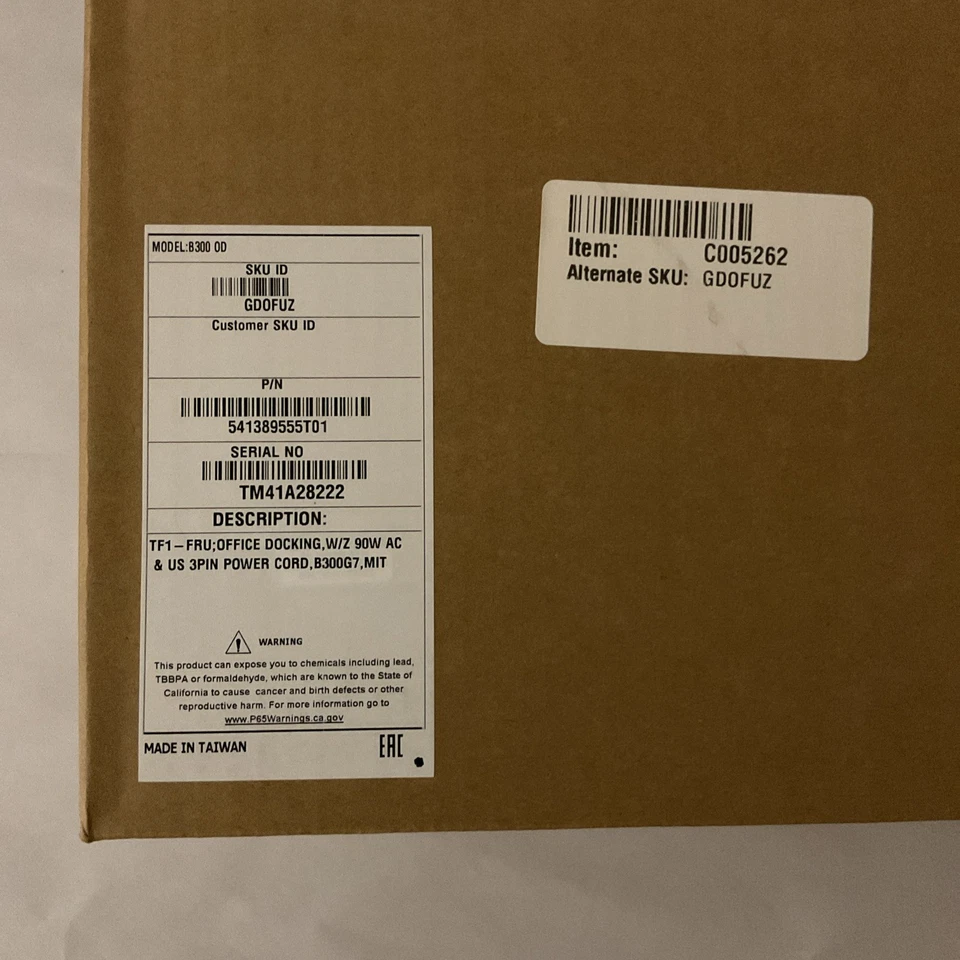 MODEL:B300 OD
SKU ID
GDOFUZ
Customer SKU ID
P/N
541389555T01
SERIAL NO
TM41A28222
DESCRIPTION:
TF1-FRU;OFFICE DOCKING,W/Z 90W AC
& US 3PIN POWER CORD,B300G7,MIT
WARNING
This product can expose you to chemicals including lead,
TBBPA or formaldehyde, which are known to the State of
California to cause cancer and birth defects or other
reproductive harm. For more information go to
www.P65Warnings.ca.gov
MADE IN TAIWAN
EAC
Item: C005262
Alternate SKU: GDOFUZ